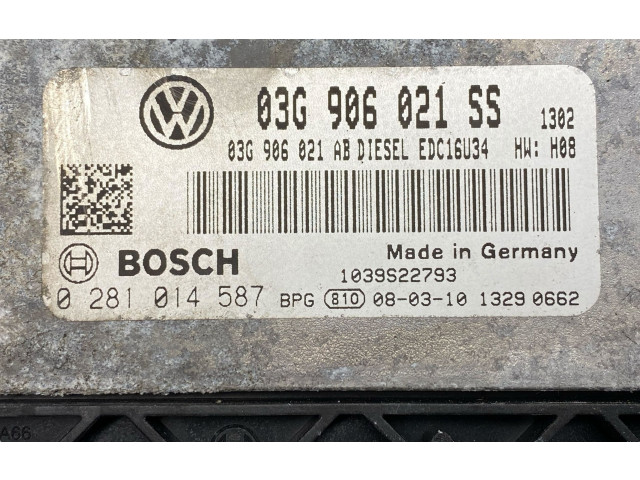 03G 906 021 SS 1302
03G 906 021 AB DIESEL EDC16U34 HW: H08
BOSCH Made in Germany
1039S22793
0 281 014 587 BPG 810 08-03-10 1329 0662
A66